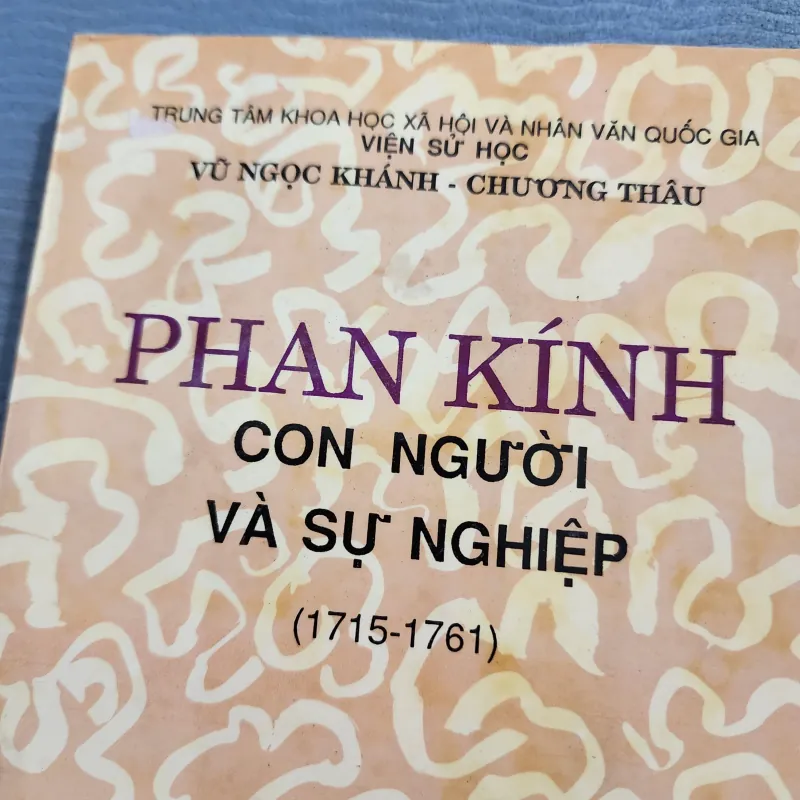 TRUNG TÂM KHOA HỌC XÃ HỘI VÀ NHÂN VĂN QUỐC GIA
VIỆN SỬ HỌC
VŨ NGỌC KHÁNH - CHƯƠNG THÂU
PHAN KÍNH
CON NGƯỜI
VÀ SỰ NGHIỆP
(1715-1761)